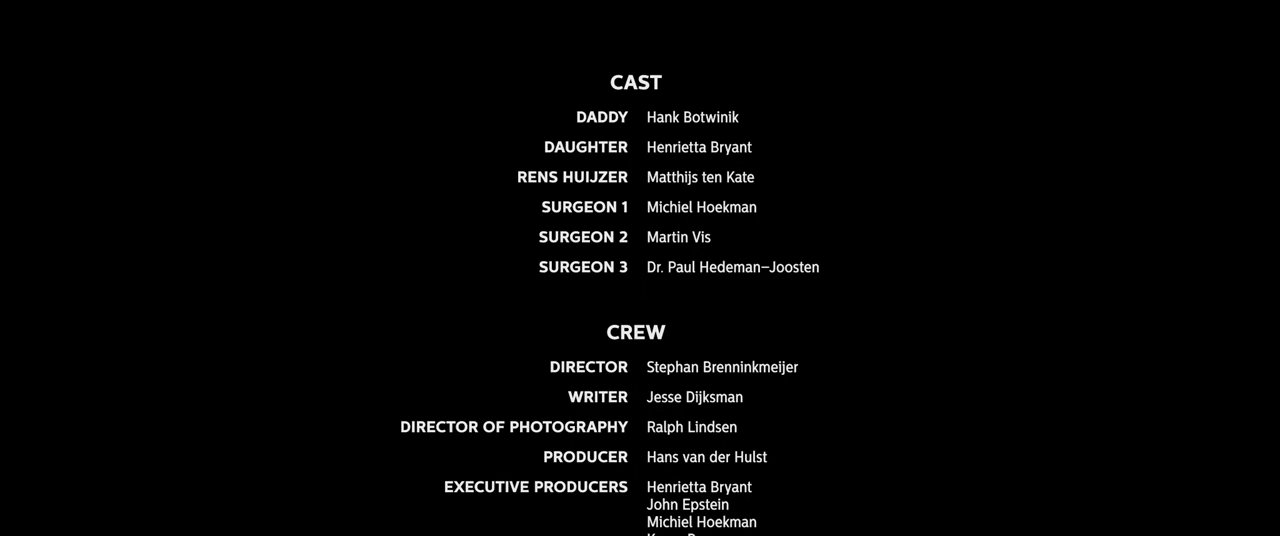 CAST
DADDY Hank Botwinik
DAUGHTER Henrietta Bryant
RENS HUIJZER Matthijs ten Kate
SURGEON 1 Michiel Hoekman
SURGEON 2 Martin Vis
SURGEON 3 Dr. Paul Hedeman–Joosten
CREW
DIRECTOR Stephan Brenninkmeijer
WRITER Jesse Dijksman
DIRECTOR OF PHOTOGRAPHY Ralph Lindsen
PRODUCER Hans van der Hulst
EXECUTIVE PRODUCERS Henrietta Bryant
John Epstein
Michiel Hoekman